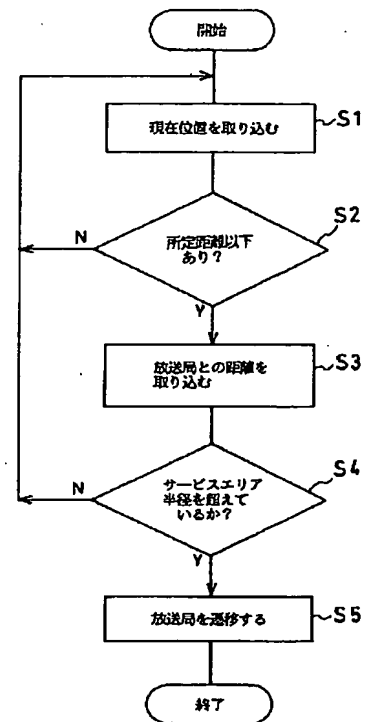 開始
現在位置を取り込む
S1
所定距離以下
あり？
S2
N
Y
放送局との距離を
取り込む
S3
サービスエリア
半径を超えて
いるか？
S4
N
Y
放送局を遷移する
S5
終了